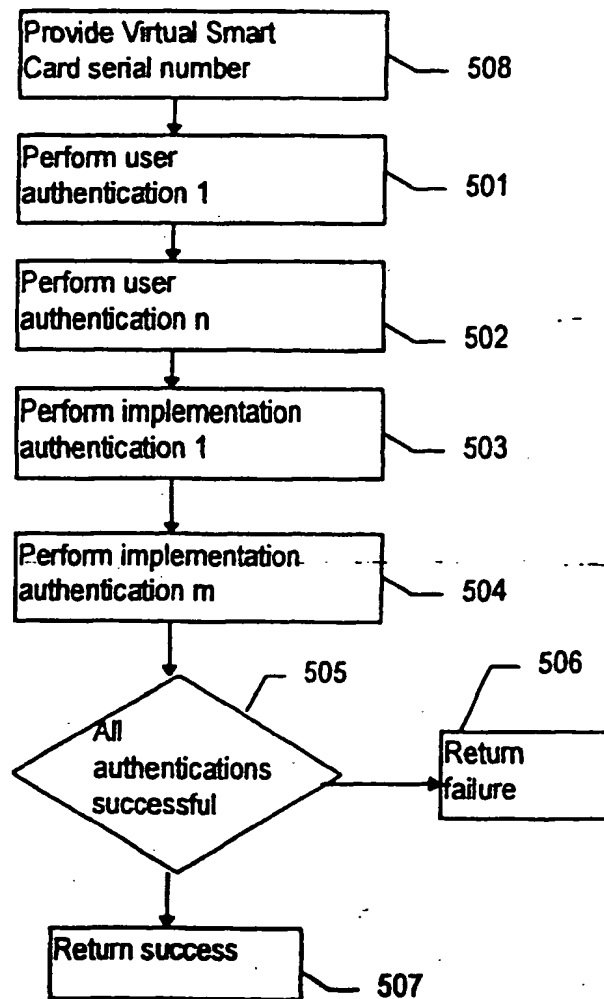 Provide Virtual Smart
Card serial number
508
Perform user
authentication 1
501
Perform user
authentication n
502
Perform implementation
authentication 1
503
Perform implementation
authentication m
504
505
All
authentications
successful
506
Return
failure
Return success
507